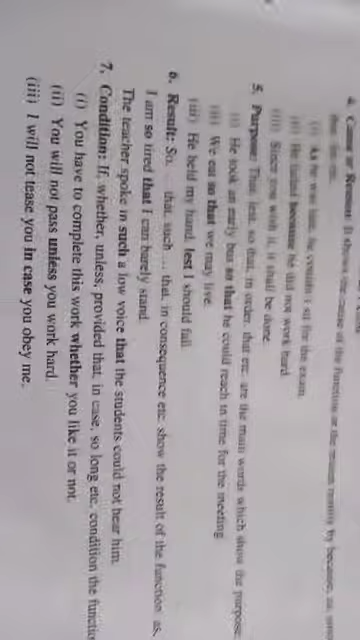 4. Cause or Reason: It shows the cause of the function or the main
(i) As he was he couldn't sit for the exam.
(ii) He failed because he did not work hard.
(iii) Since you wish it, it shall be done.
5. Purpose: That, lest, so that, in order, that etc. are the main words which show the purpose
(i) He took an early bus so that he could reach in time for the meeting.
(ii) We eat so that we may live.
(iii) He held my hand, lest I should fall.
6. Result: So... that, such ... that, in consequence etc. show the result of the function as,
I am so tired that I can barely stand.
The teacher spoke in such a low voice that the students could not hear him.
7. Condition: If, whether, unless, provided that, in case, so long etc. condition the function
(i) You have to complete this work whether you like it or not.
(ii) You will not pass unless you work hard.
(iii) I will not tease you in case you obey me.